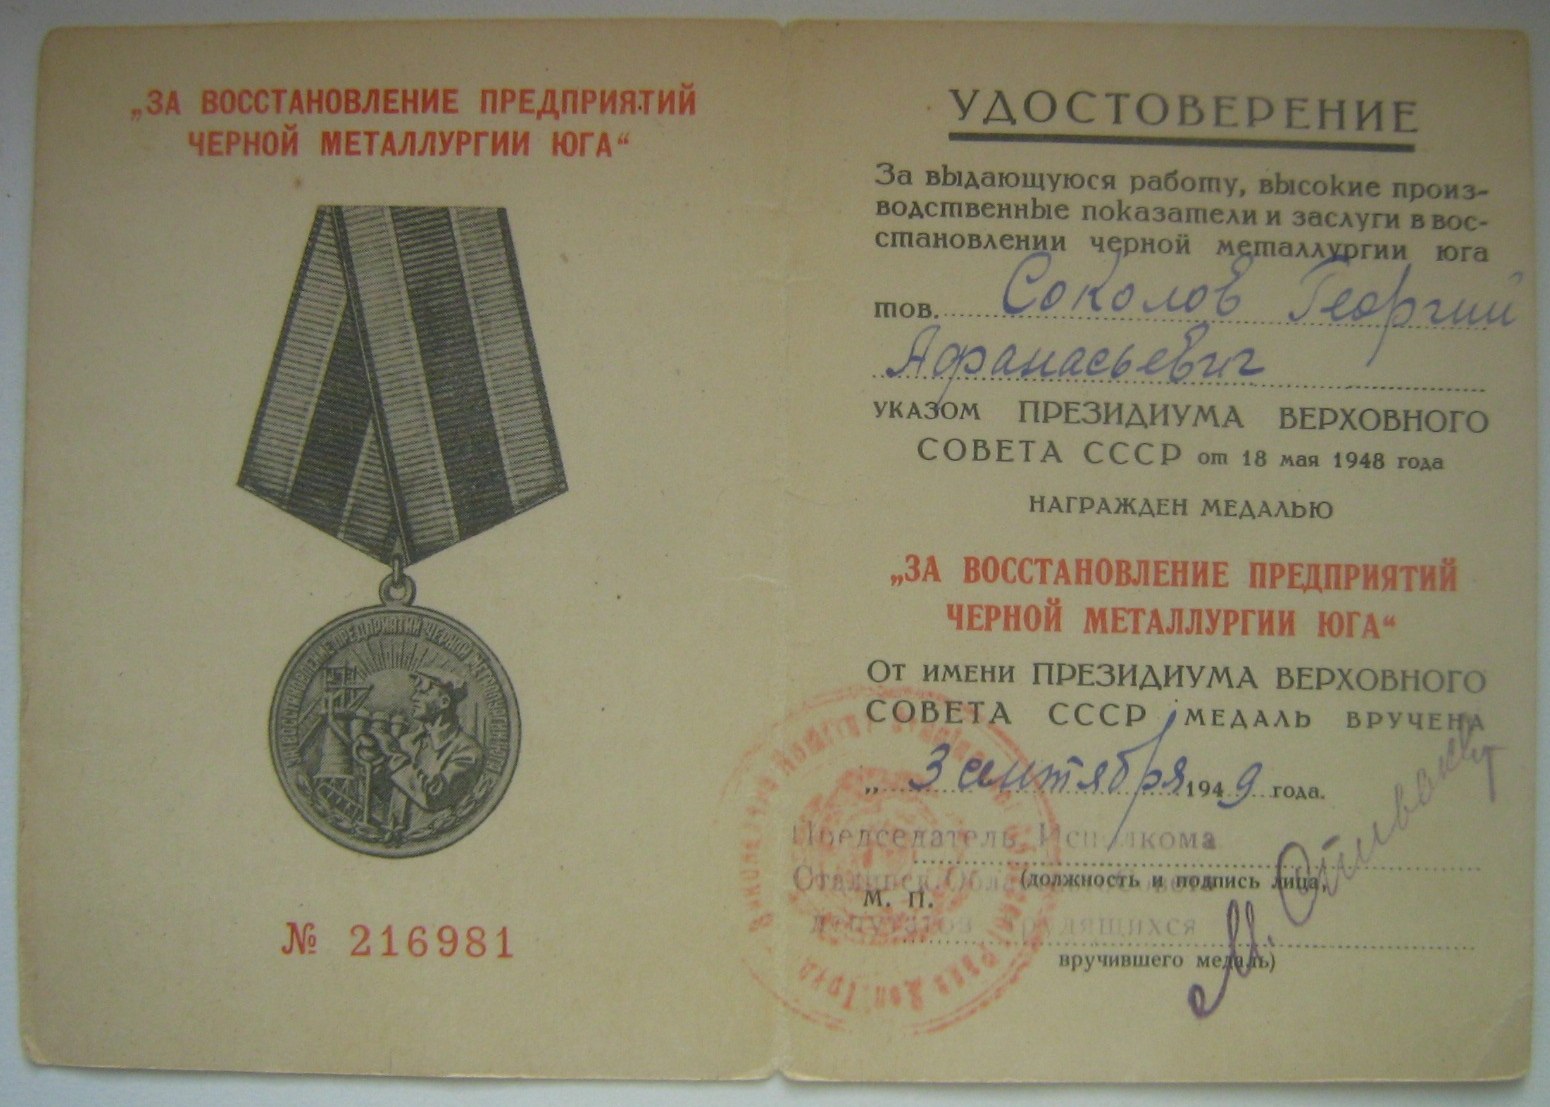 „ЗА ВОССТАНОВЛЕНИЕ ПРЕДПРИЯТИЙ
ЧЕРНОЙ МЕТАЛЛУРГИИ ЮГА“
№ 216981
УДОСТОВЕРЕНИЕ
За выдающуюся работу, высокие произ-
водственные показатели и заслуги в вос-
становлении черной металлургии юга
тов. Соколов Георгий
Афанасьевич
указом ПРЕЗИДИУМА ВЕРХОВНОГО
СОВЕТА СССР от 18 мая 1948 года
НАГРАЖДЕН МЕДАЛЬЮ
„ЗА ВОССТАНОВЛЕНИЕ ПРЕДПРИЯТИЙ
ЧЕРНОЙ МЕТАЛЛУРГИИ ЮГА“
От имени ПРЕЗИДИУМА ВЕРХОВНОГО
СОВЕТА СССР МЕДАЛЬ ВРУЧЕНА
„ 3 сентября 1949 года.
Председатель Исполкома
(должность и подпись лица,
М. П.
депутатов трудящихся
вручившего медаль)